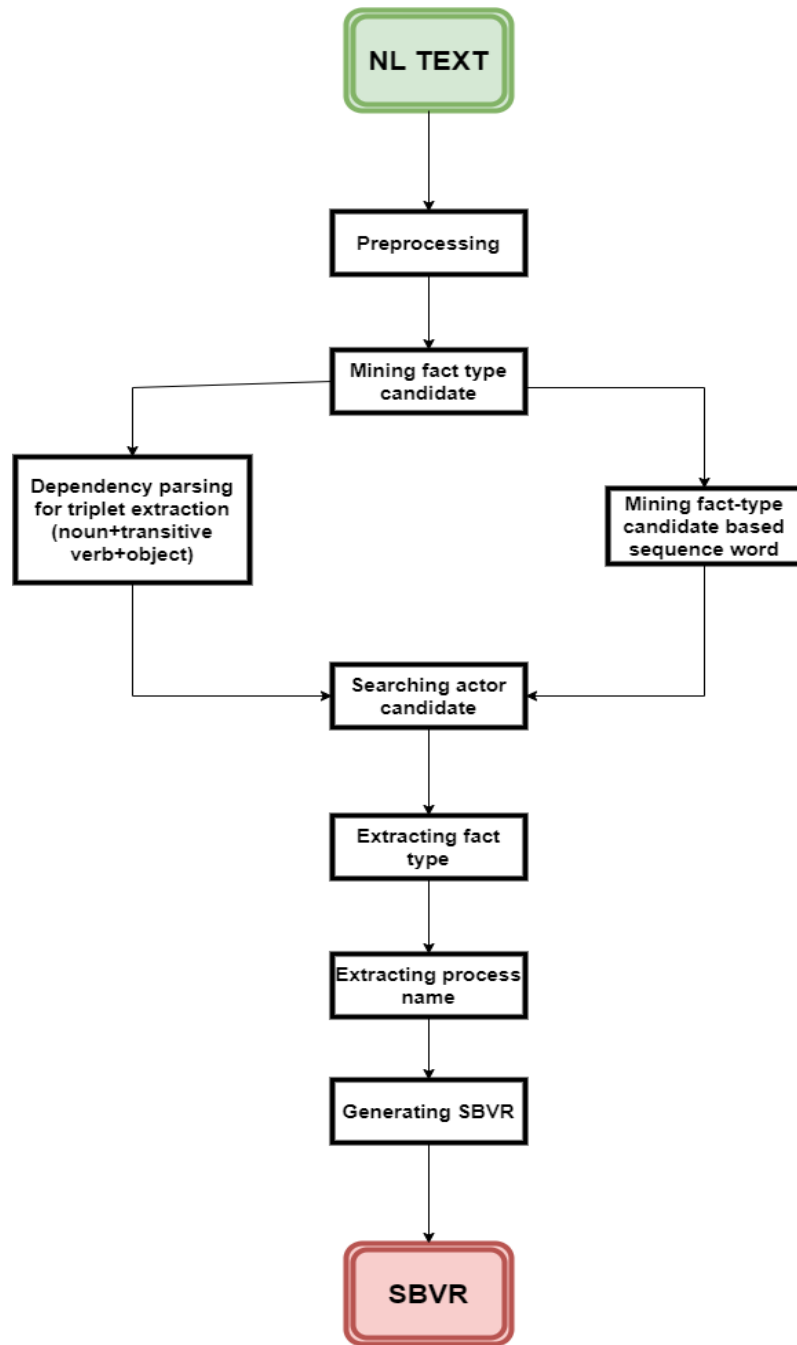 NL TEXT
Preprocessing
Mining fact type
candidate
Dependency parsing
for triplet extraction
(noun+transitive
verb+object)
Mining fact-type
candidate based
sequence word
Searching actor
candidate
Extracting fact
type
Extracting process
name
Generating SBVR
SBVR